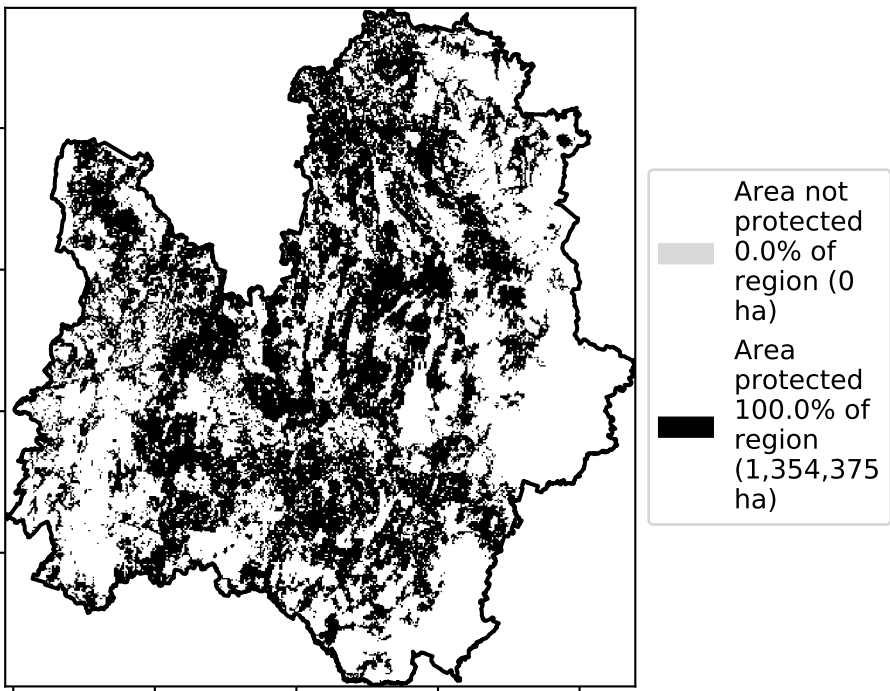 Area not
protected
0.0% of
region (0
ha)
Area
protected
100.0% of
region
(1,354,375
ha)